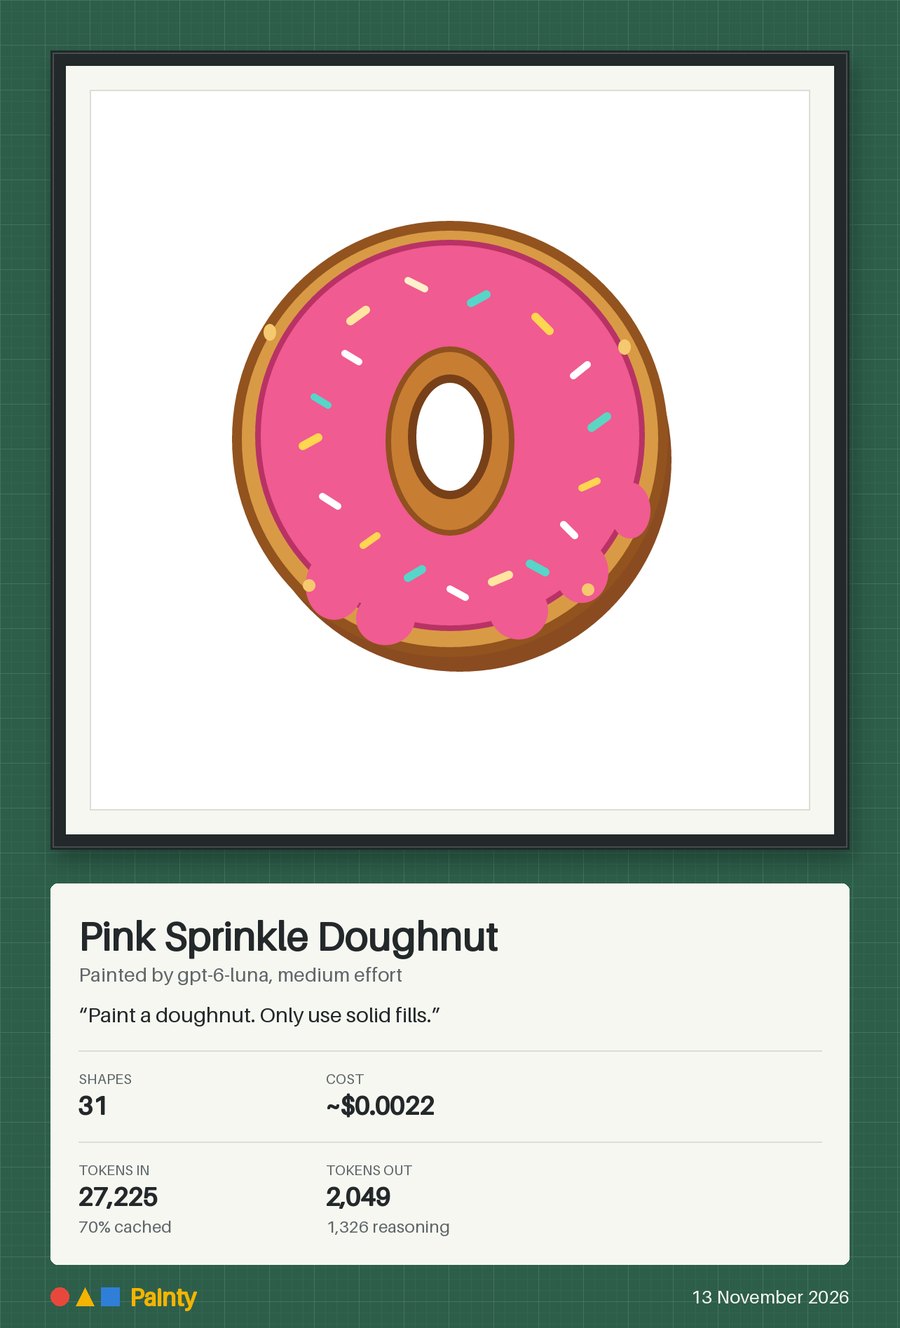 Pink Sprinkle Doughnut
Painted by gpt-6-luna, medium effort
“Paint a doughnut. Only use solid fills.”
SHAPES
31
COST
~$0.0022
TOKENS IN
27,225
70% cached
TOKENS OUT
2,049
1,326 reasoning
Painty
13 November 2026